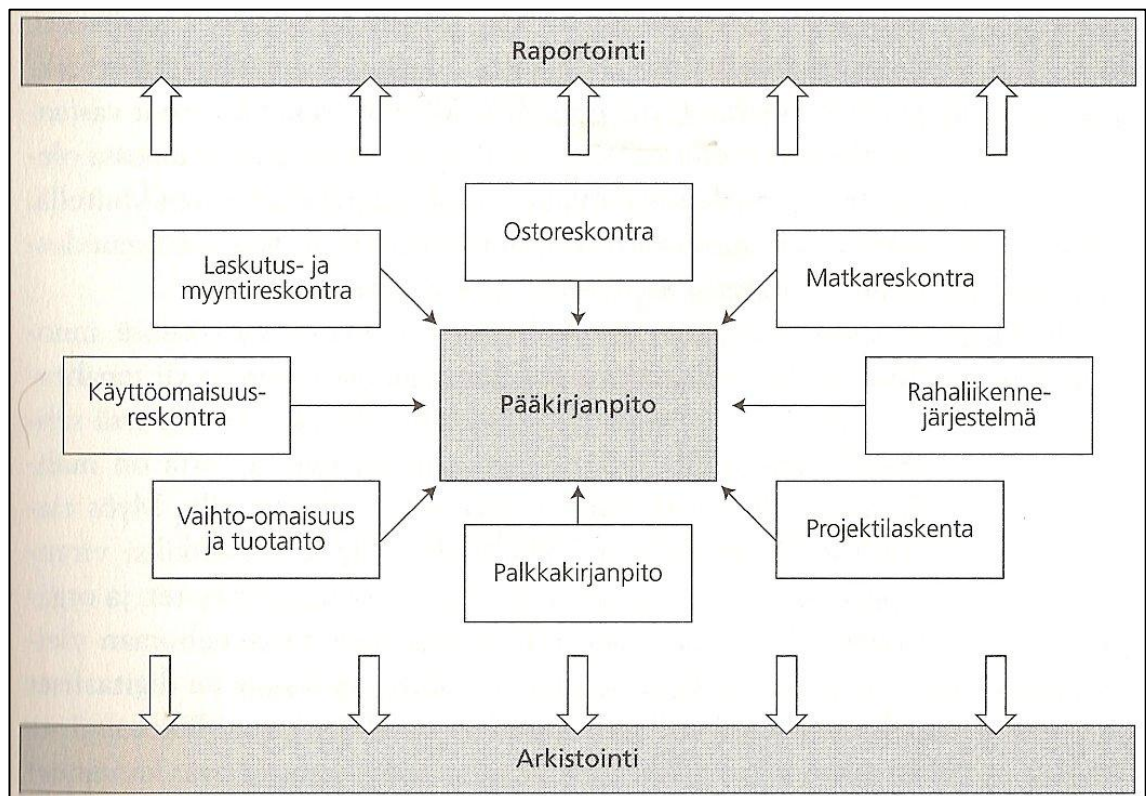 Raportointi
Ostoreskontra
Laskutus- ja
myyntireskontra
Matkareskontra
Käyttöomaisuus-
reskontra
Pääkirjanpito
Rahaliikenne-
järjestelmä
Vaihto-omaisuus
ja tuotanto
Palkkakirjanpito
Projektilaskenta
Arkistointi